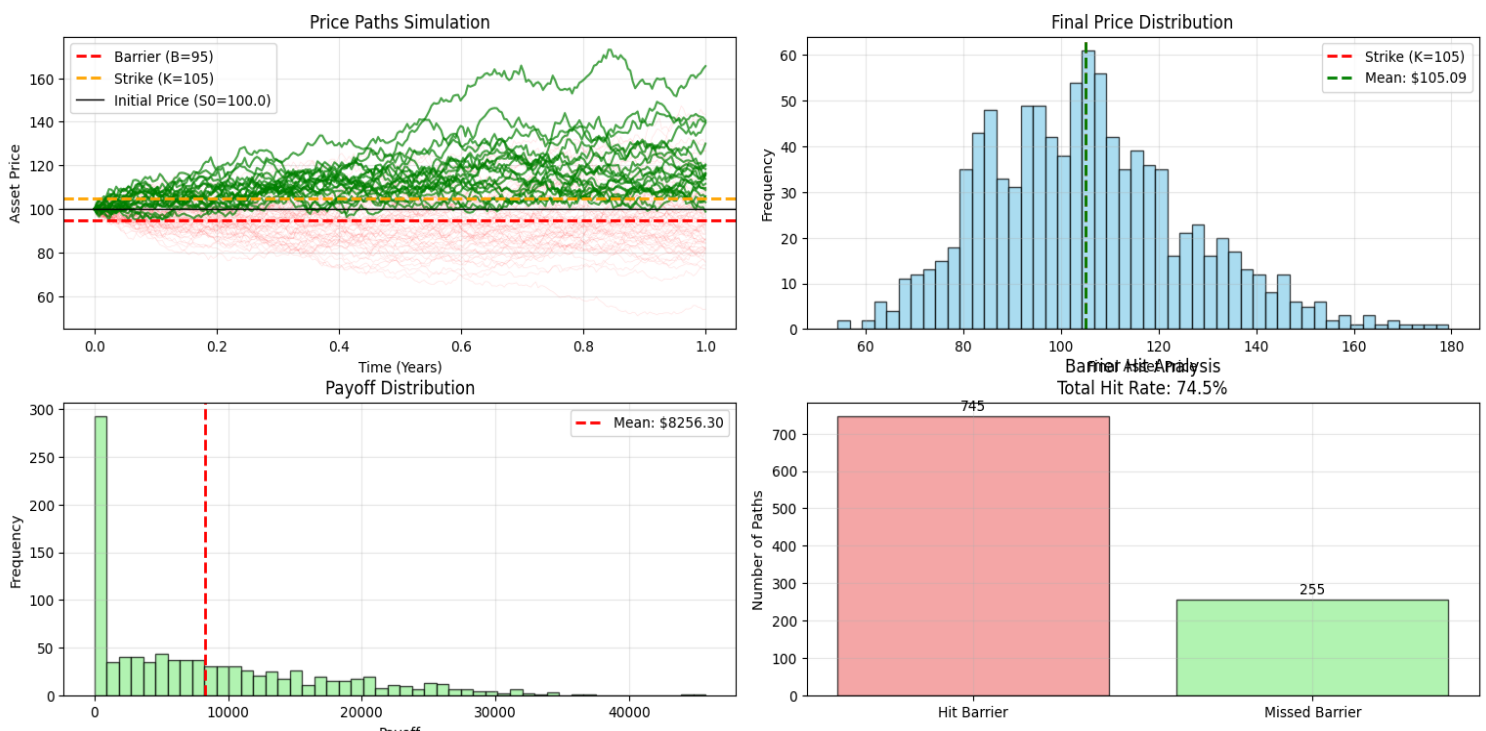 Price Paths Simulation
Barrier (B=95)
Strike (K=105)
Initial Price (S0=100.0)
Asset Price
160
140
120
100
80
60
0.0 0.2 0.4 0.6 0.8 1.0
Time (Years)
Final Price Distribution
Strike (K=105)
Mean: $105.09
Frequency
60
50
40
30
20
10
0
60 80 100 120 140 160 180
Final Asset Price
Payoff Distribution
Mean: $8256.30
Frequency
300
250
200
150
100
50
0
0 10000 20000 30000 40000
Payoff
Barrier Hit Analysis
Total Hit Rate: 74.5%
Number of Paths
700
600
500
400
300
200
100
0
745
255
Hit Barrier Missed Barrier